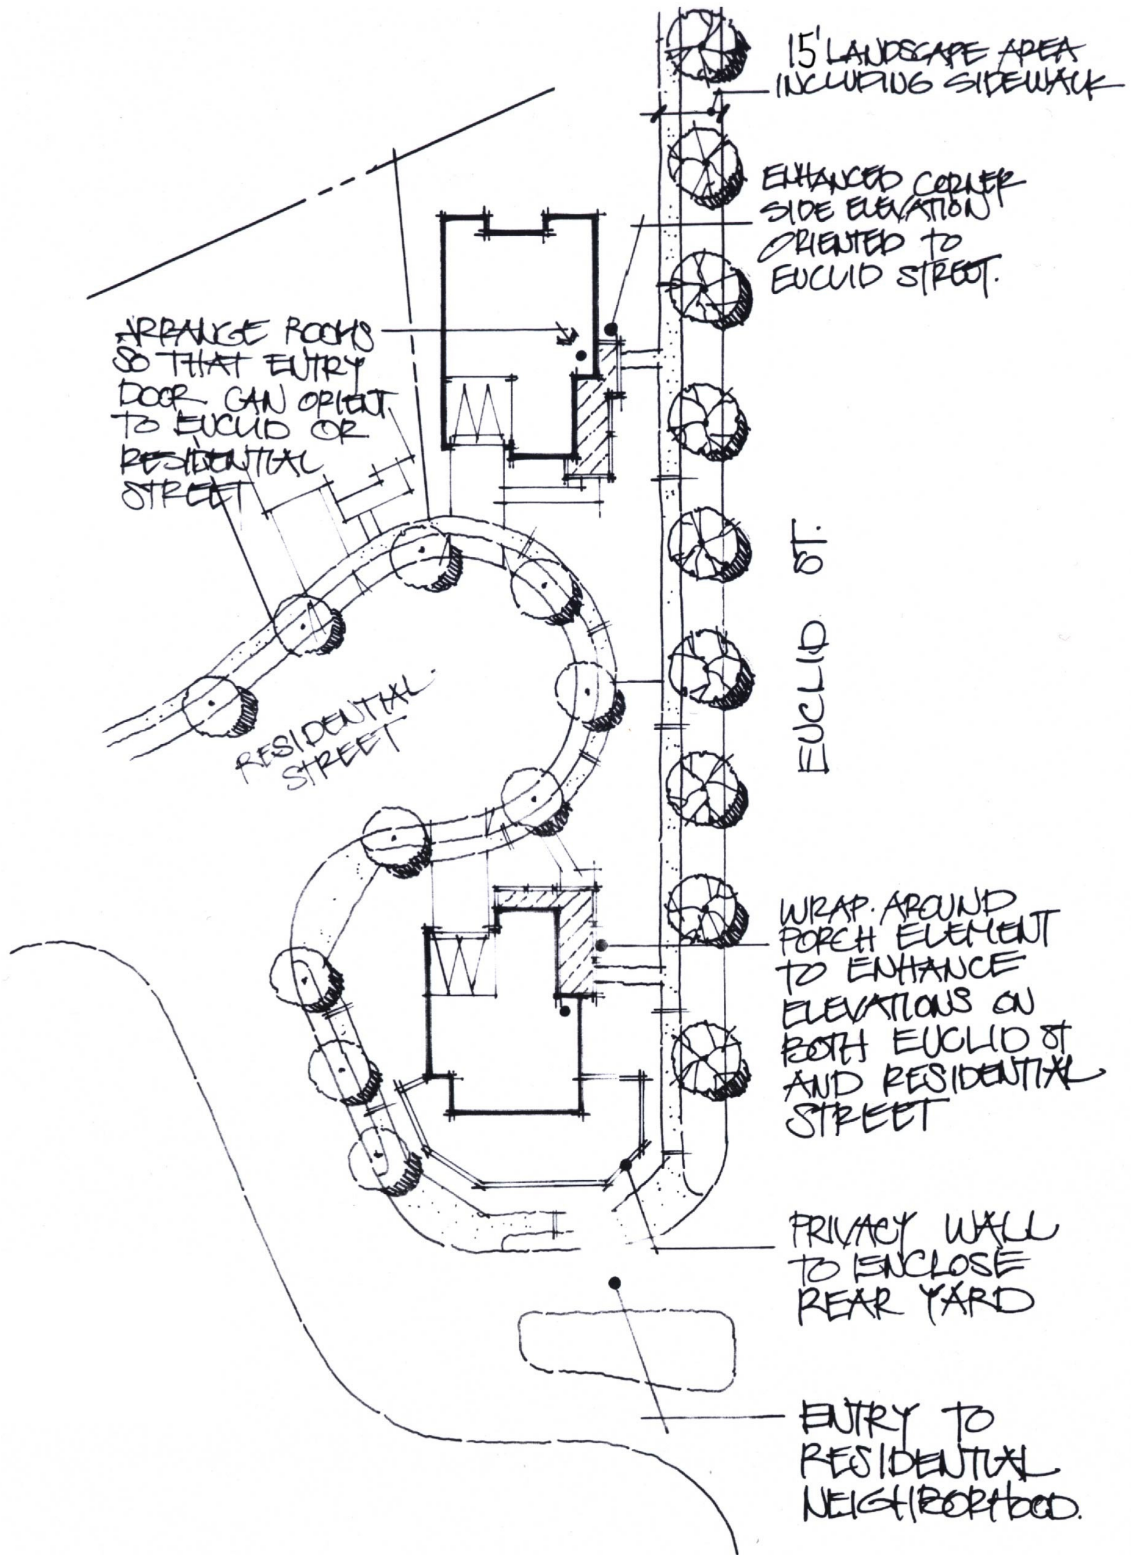 15' LANDSCAPE AREA
INCLUDING SIDEWALK
ENHANCED CORNER
SIDE ELEVATION
ORIENTED TO
EUCLID STREET.
ARRANGE ROOMS
SO THAT ENTRY
DOOR CAN ORIENT
TO EUCLID OR
RESIDENTIAL
STREET
EUCLID ST.
RESIDENTIAL
STREET
WRAP AROUND
PORCH ELEMENT
TO ENHANCE
ELEVATIONS ON
BOTH EUCLID ST
AND RESIDENTIAL
STREET
PRIVACY WALL
TO ENCLOSE
REAR YARD
ENTRY TO
RESIDENTIAL
NEIGHBORHOOD.